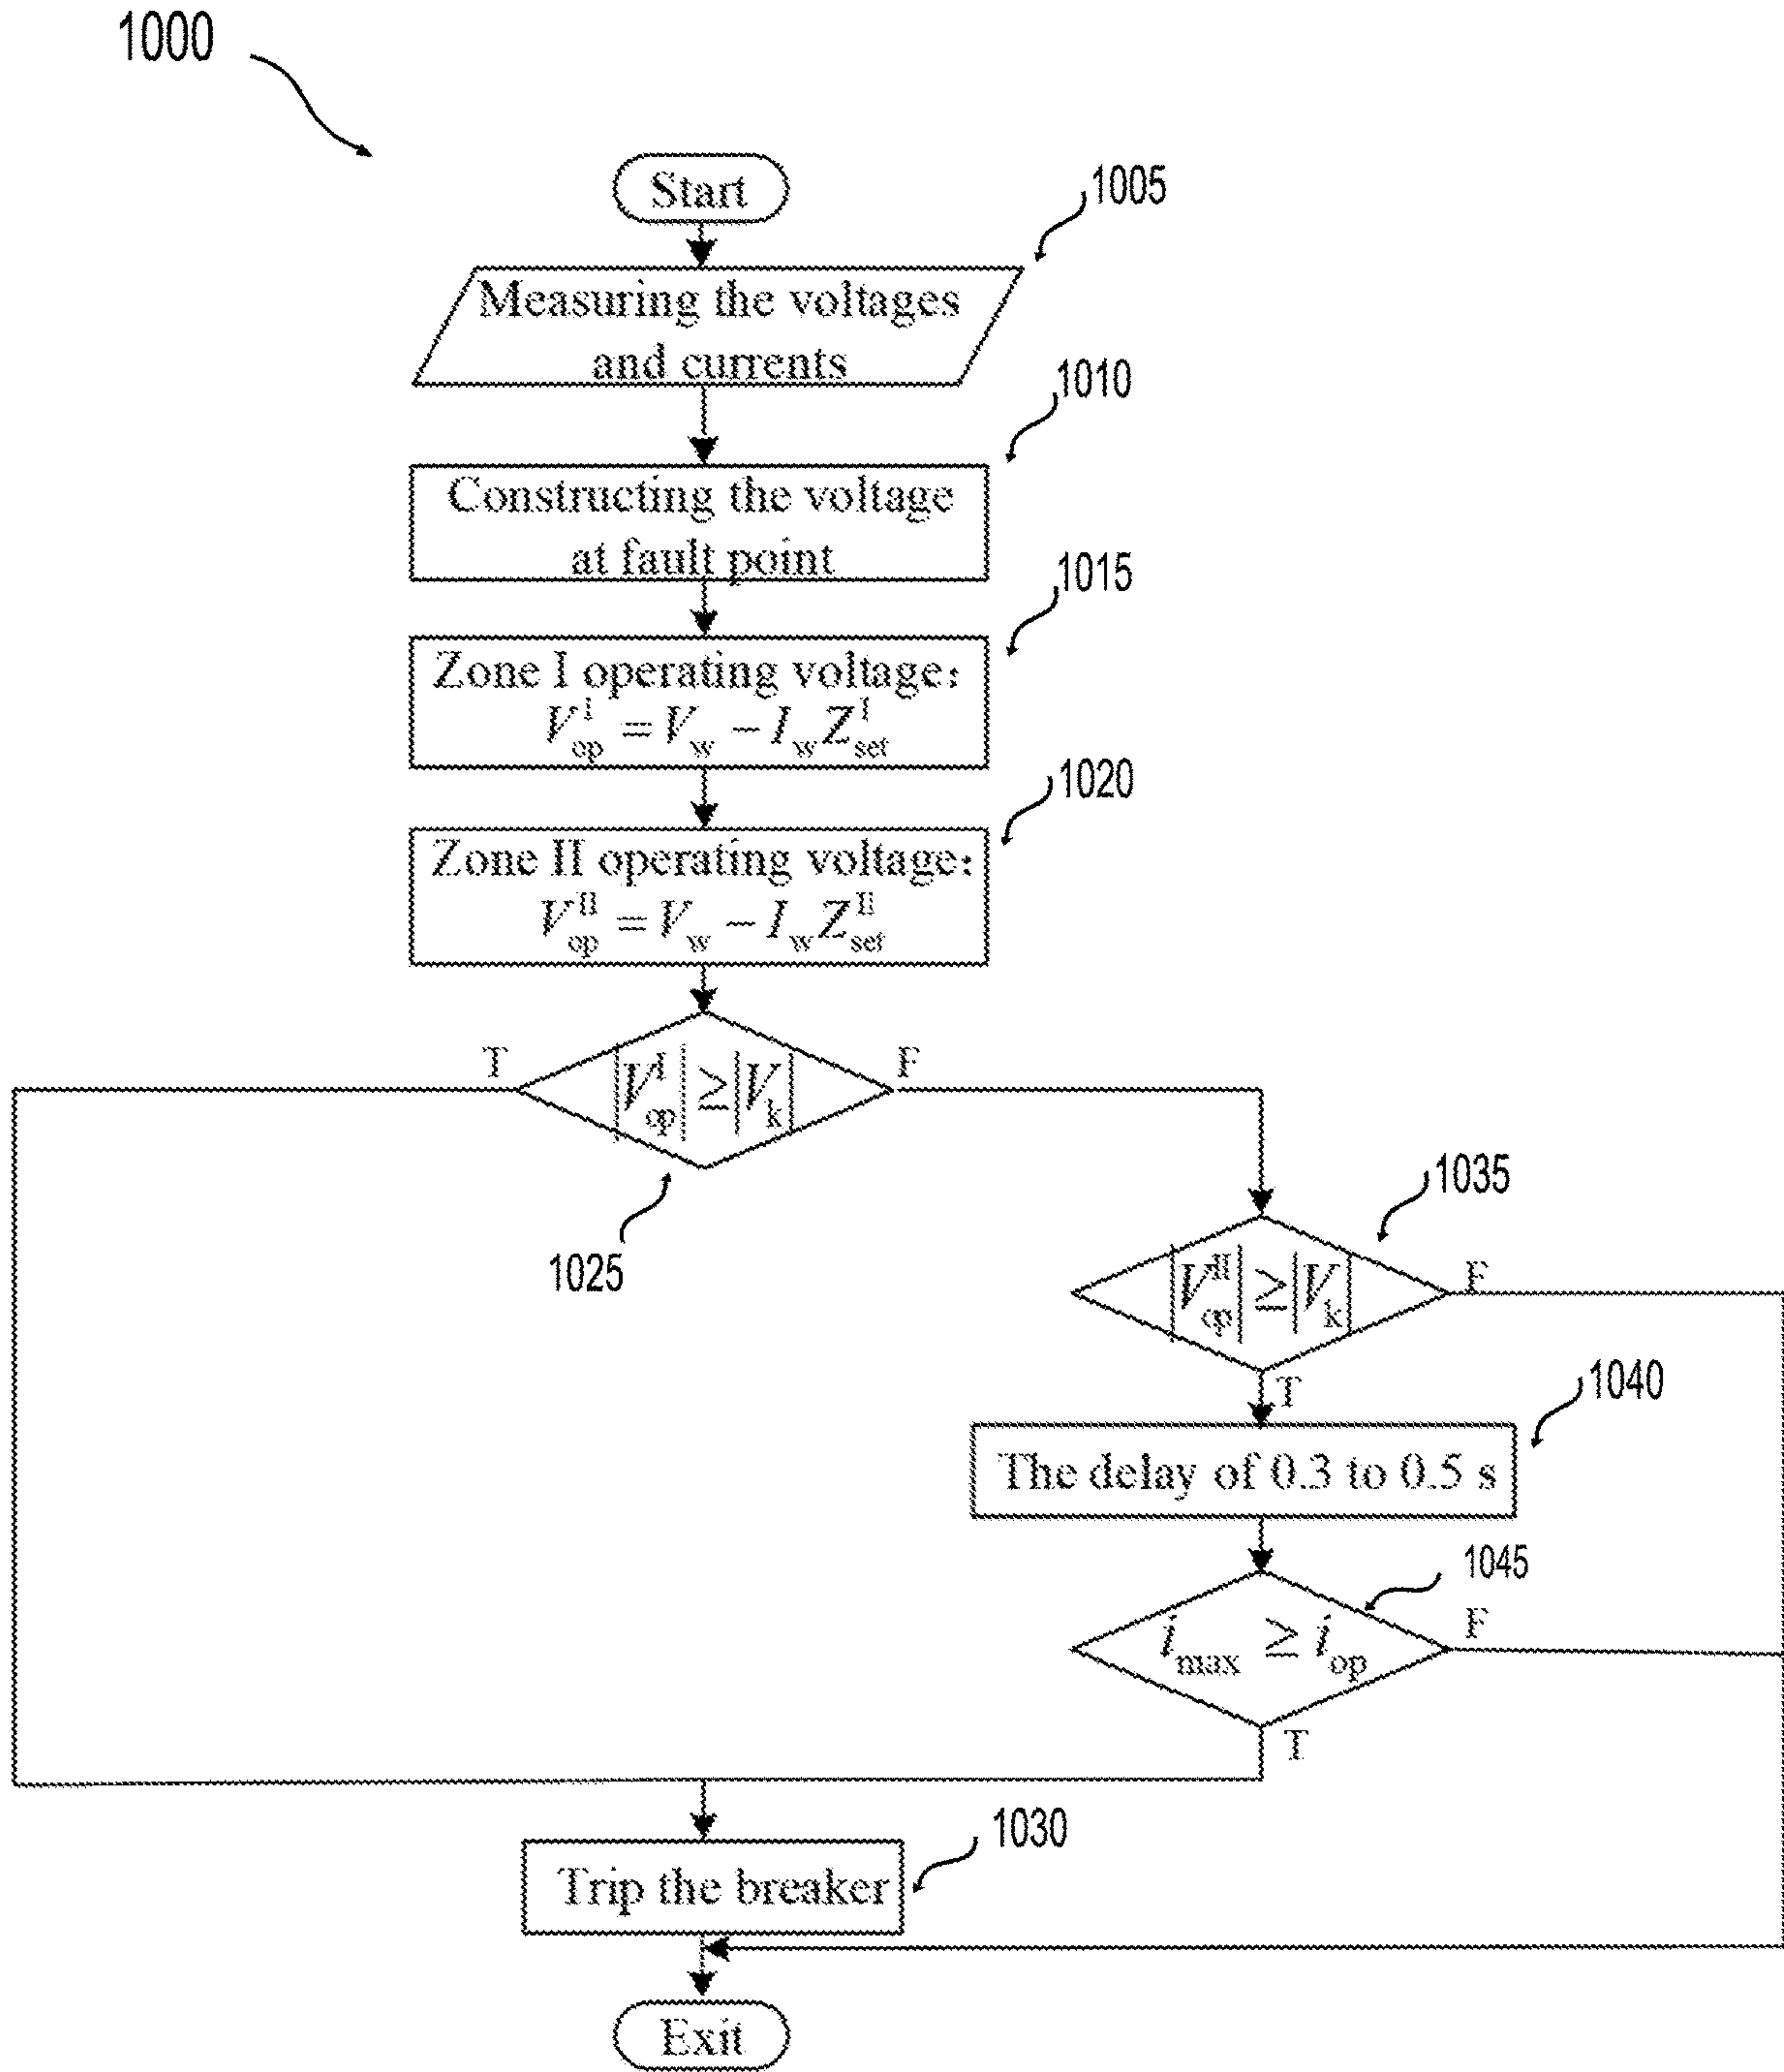 1000
Start
1005
Measuring the voltages
and currents
1010
Constructing the voltage
at fault point
1015
Zone I operating voltage:
V_op^I = V_w − I_w Z_set^I
1020
Zone II operating voltage:
V_op^II = V_w − I_w Z_set^II
T
|V_op^I| ≥ |V_k|
F
1025
1035
|V_op^II| ≥ |V_k|
F
T
1040
The delay of 0.3 to 0.5 s
1045
i_max ≥ i_op
F
T
1030
Trip the breaker
Exit